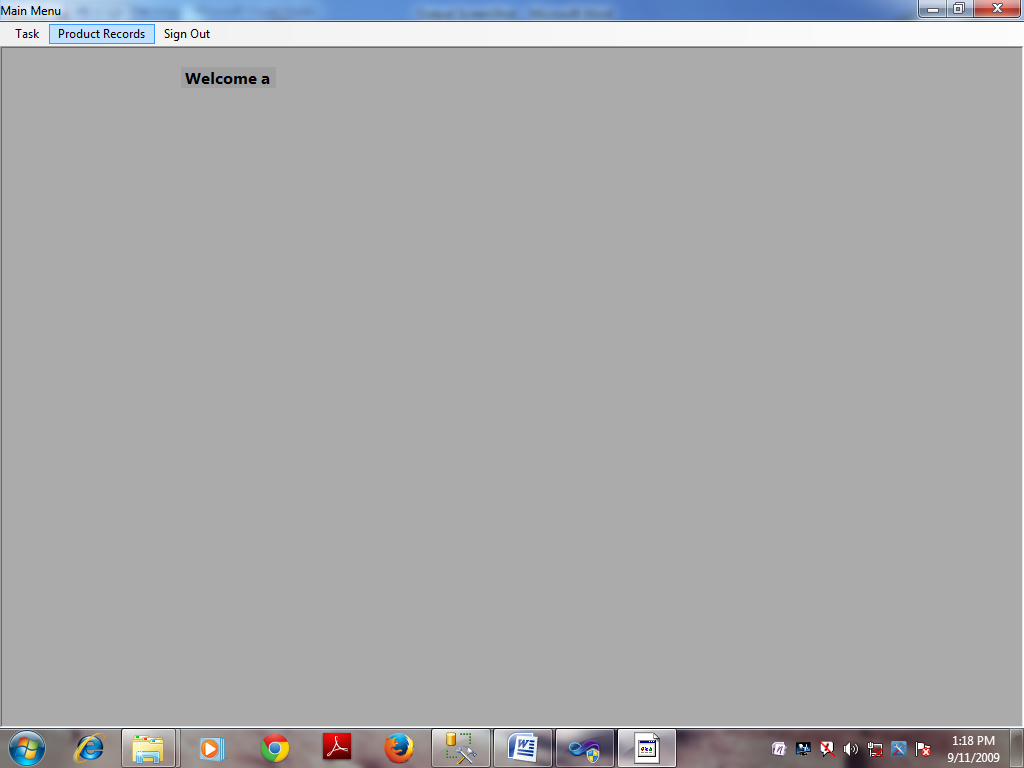 Main Menu
Task Product Records Sign Out
Welcome a
1:18 PM
9/11/2009